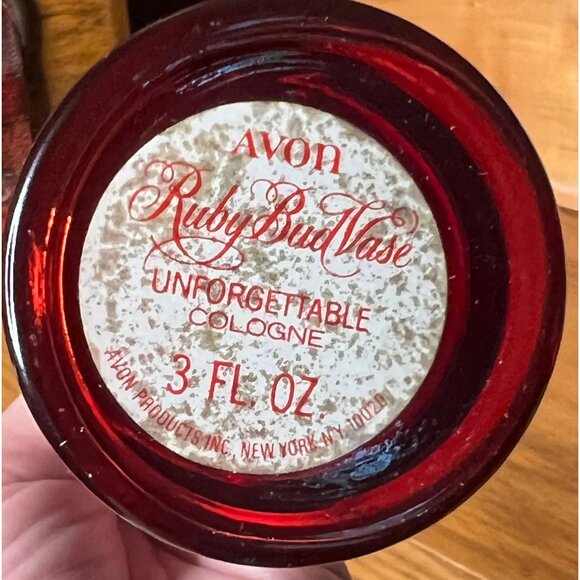 AVON
Ruby Bud Vase
UNFORGETTABLE
COLOGNE
3 FL. OZ.
AVON PRODUCTS INC., NEW YORK N.Y. 10020